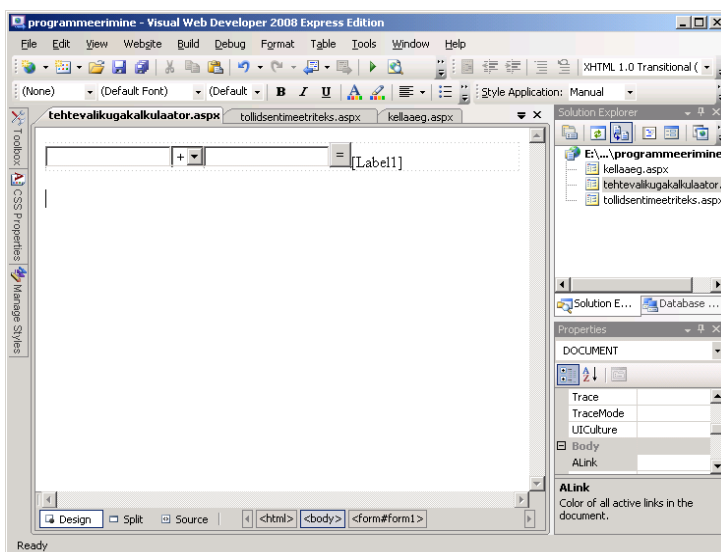 programmeerimine - Visual Web Developer 2008 Express Edition
File Edit View Website Build Debug Format Table Tools Window Help
XHTML 1.0 Transitional (
(None) (Default Font) (Default B I U A Style Application: Manual
tehtevalikugakalkulaator.aspx tollidsentimeetriteks.aspx kellaaeg.aspx
Toolbox
CSS Properties
Manage Styles
+ = [Label1]
Design Split Source <html> <body> <form#form1>
Solution Explorer
E:\...\programmeerimine
kellaaeg.aspx
tehtevalikugakalkulaator.
tollidsentimeetriteks.aspx
Solution E... Database ...
Properties
DOCUMENT
Trace
TraceMode
UICulture
Body
ALink
ALink
Color of all active links in the
document.
Ready